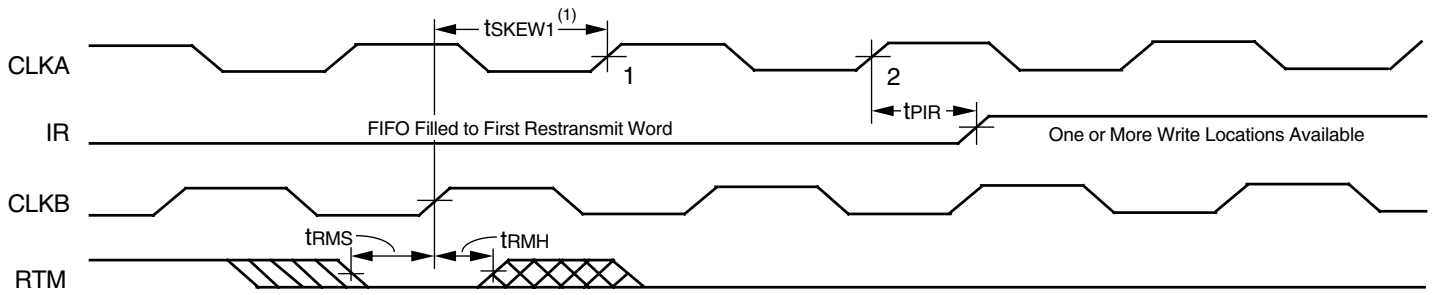 tSKEW1(1)
CLKA
1
2
tPIR
IR
FIFO Filled to First Restransmit Word
One or More Write Locations Available
CLKB
tRMS
tRMH
RTM